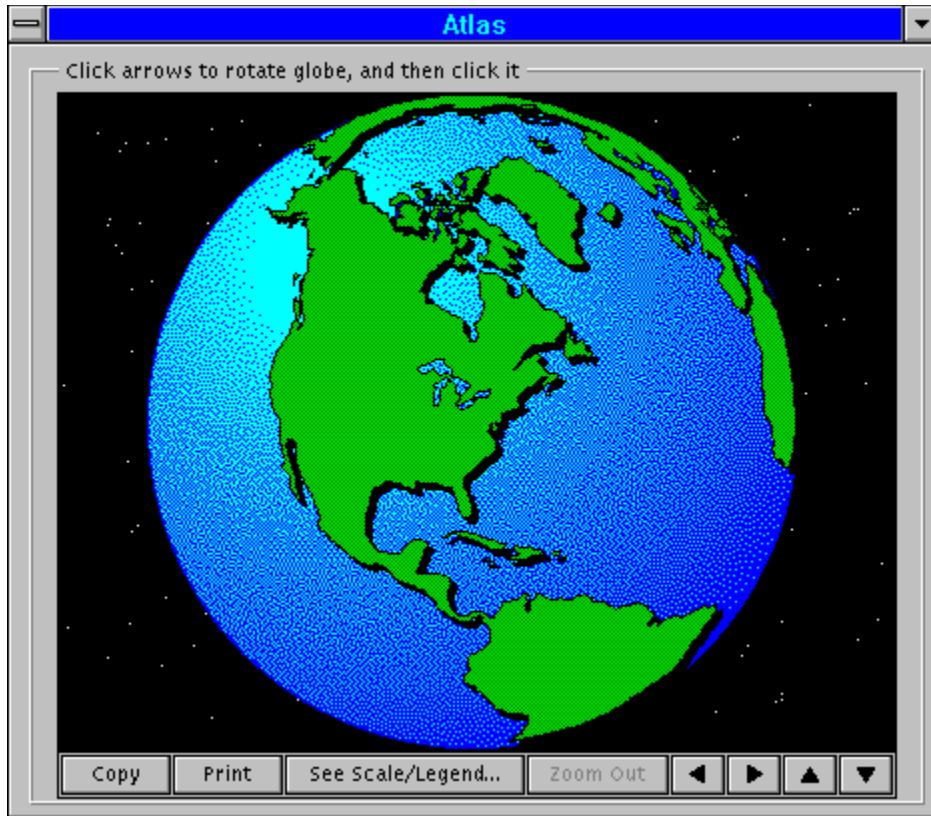 Atlas
Click arrows to rotate globe, and then click it
Copy Print See Scale/Legend... Zoom Out